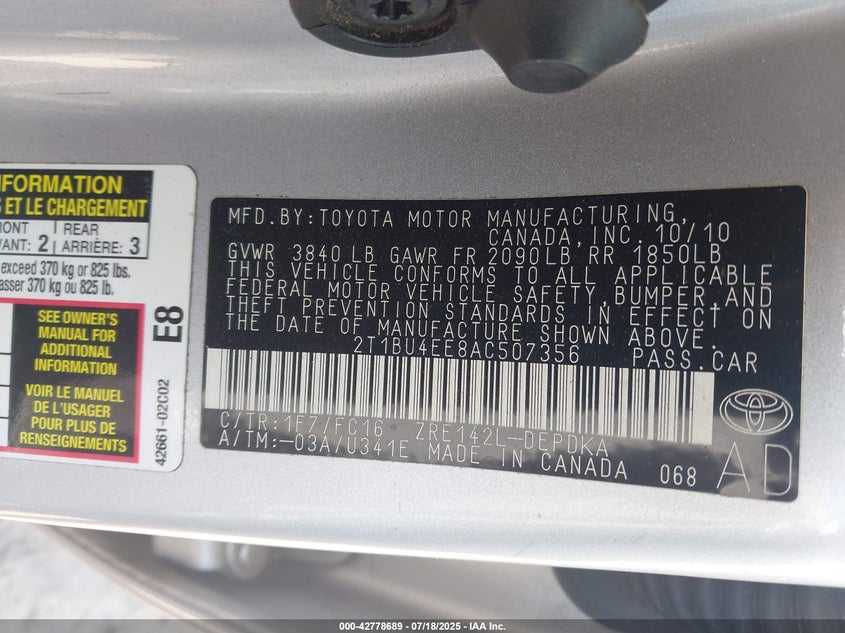 NFORMATION
S ET LE CHARGEMENT
RONT REAR
VANT: 2 ARRIÈRE: 3
exceed 370 kg or 825 lbs.
asser 370 kg ou 825 lb.
SEE OWNER'S
MANUAL FOR
ADDITIONAL
INFORMATION
VOIR LE MANUEL
DE L'USAGER
POUR PLUS DE
RENSEIGNEMENTS
E8
42661-02C02
MFD.BY:TOYOTA MOTOR MANUFACTURING,
CANADA,INC. 10/10
GVWR 3840 LB GAWR FR 2090LB RR 1850LB
THIS VEHICLE CONFORMS TO ALL APPLICABLE
FEDERAL MOTOR VEHICLE SAFETY,BUMPER,AND
THEFT PREVENTION STANDARDS IN EFFECT ON
THE DATE OF MANUFACTURE SHOWN ABOVE.
2T1BU4EE8AC507356 PASS.CAR
C/TR:1F7/FC16 ZRE142L-DEPDKA
A/TM:-03A/U341E MADE IN CANADA 068
AD
000-42778689 - 07/18/2025 - IAA Inc.